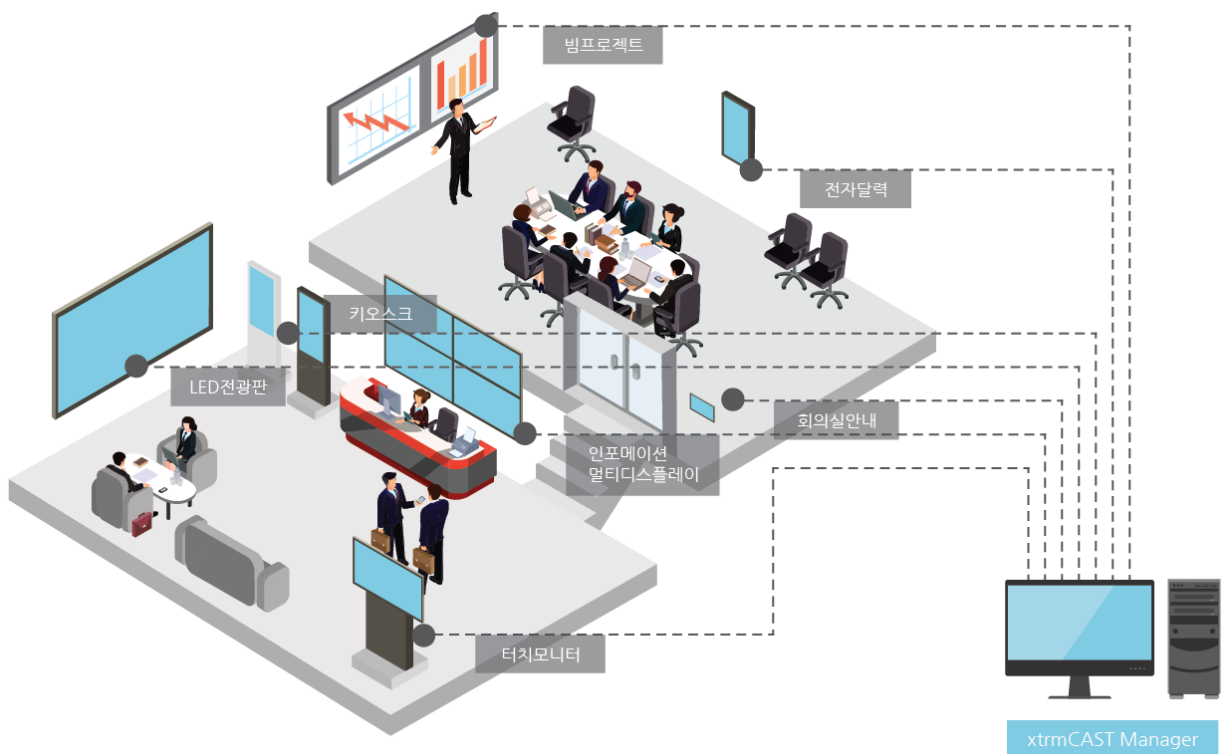 빔프로젝트
전자달력
키오스크
LED전광판
회의실안내
인포메이션
멀티디스플레이
터치모니터
xtrmCAST Manager